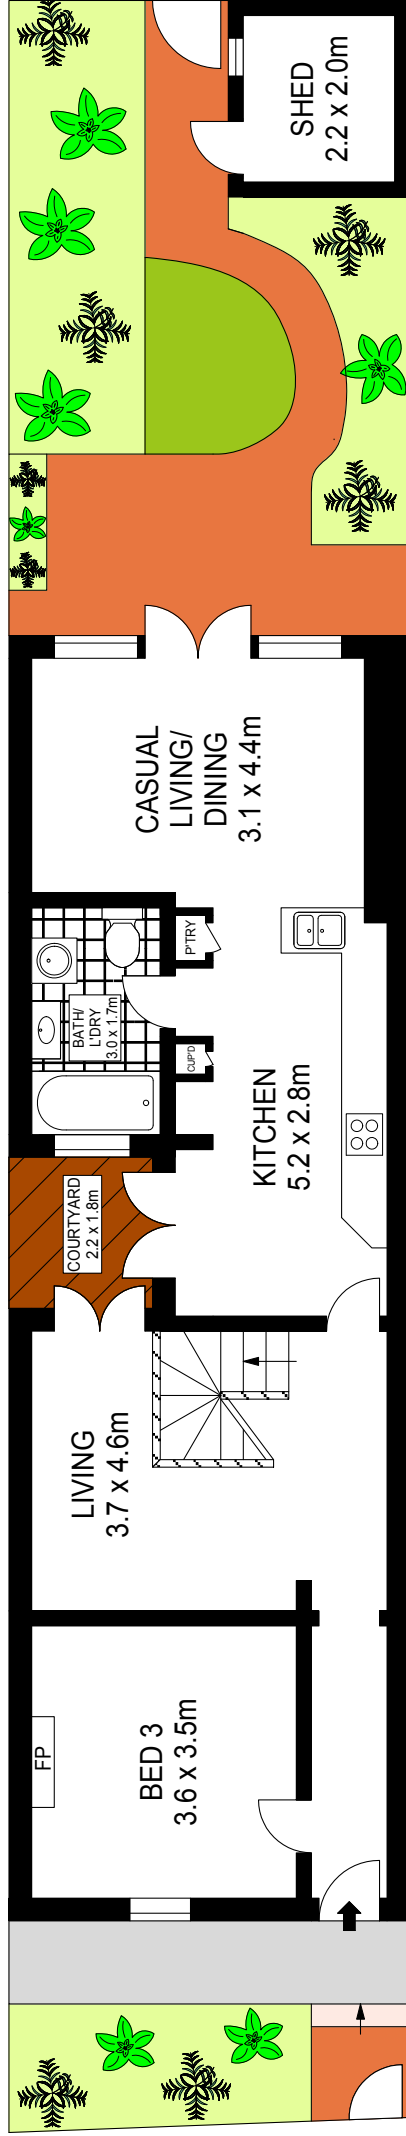 SHED
2.2 x 2.0m
CASUAL
LIVING/
DINING
3.1 x 4.4m
P'TRY
BATH/
L'DRY
3.0 x 1.7m
CUP'D
KITCHEN
5.2 x 2.8m
COURTYARD
2.2 x 1.8m
LIVING
3.7 x 4.6m
FP
BED 3
3.6 x 3.5m